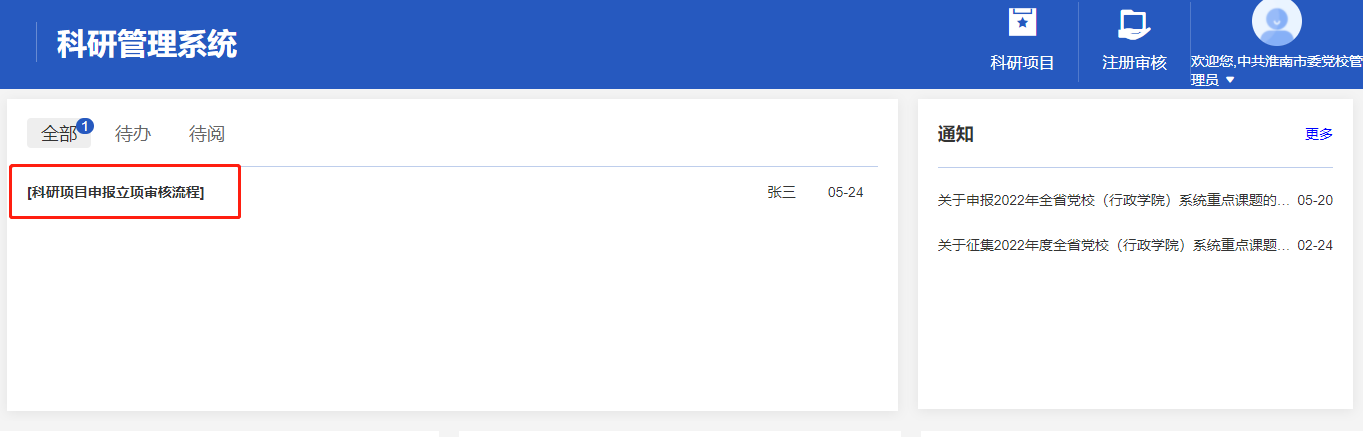 科研管理系统
科研项目
注册审核
欢迎您,中共淮南市委党校管
理员
全部
1
待办
待阅
通知
更多
[科研项目申报立项审核流程]
张三
05-24
关于申报2022年全省党校（行政学院）系统重点课题的... 05-20
关于征集2022年度全省党校（行政学院）系统重点课题... 02-24